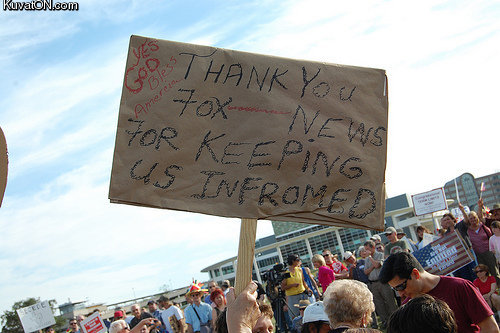 KuvatON.com
YES
GOD
Bless
America
THANK YOU
FOX NEWS
FOR KEEPING
US INFROMED